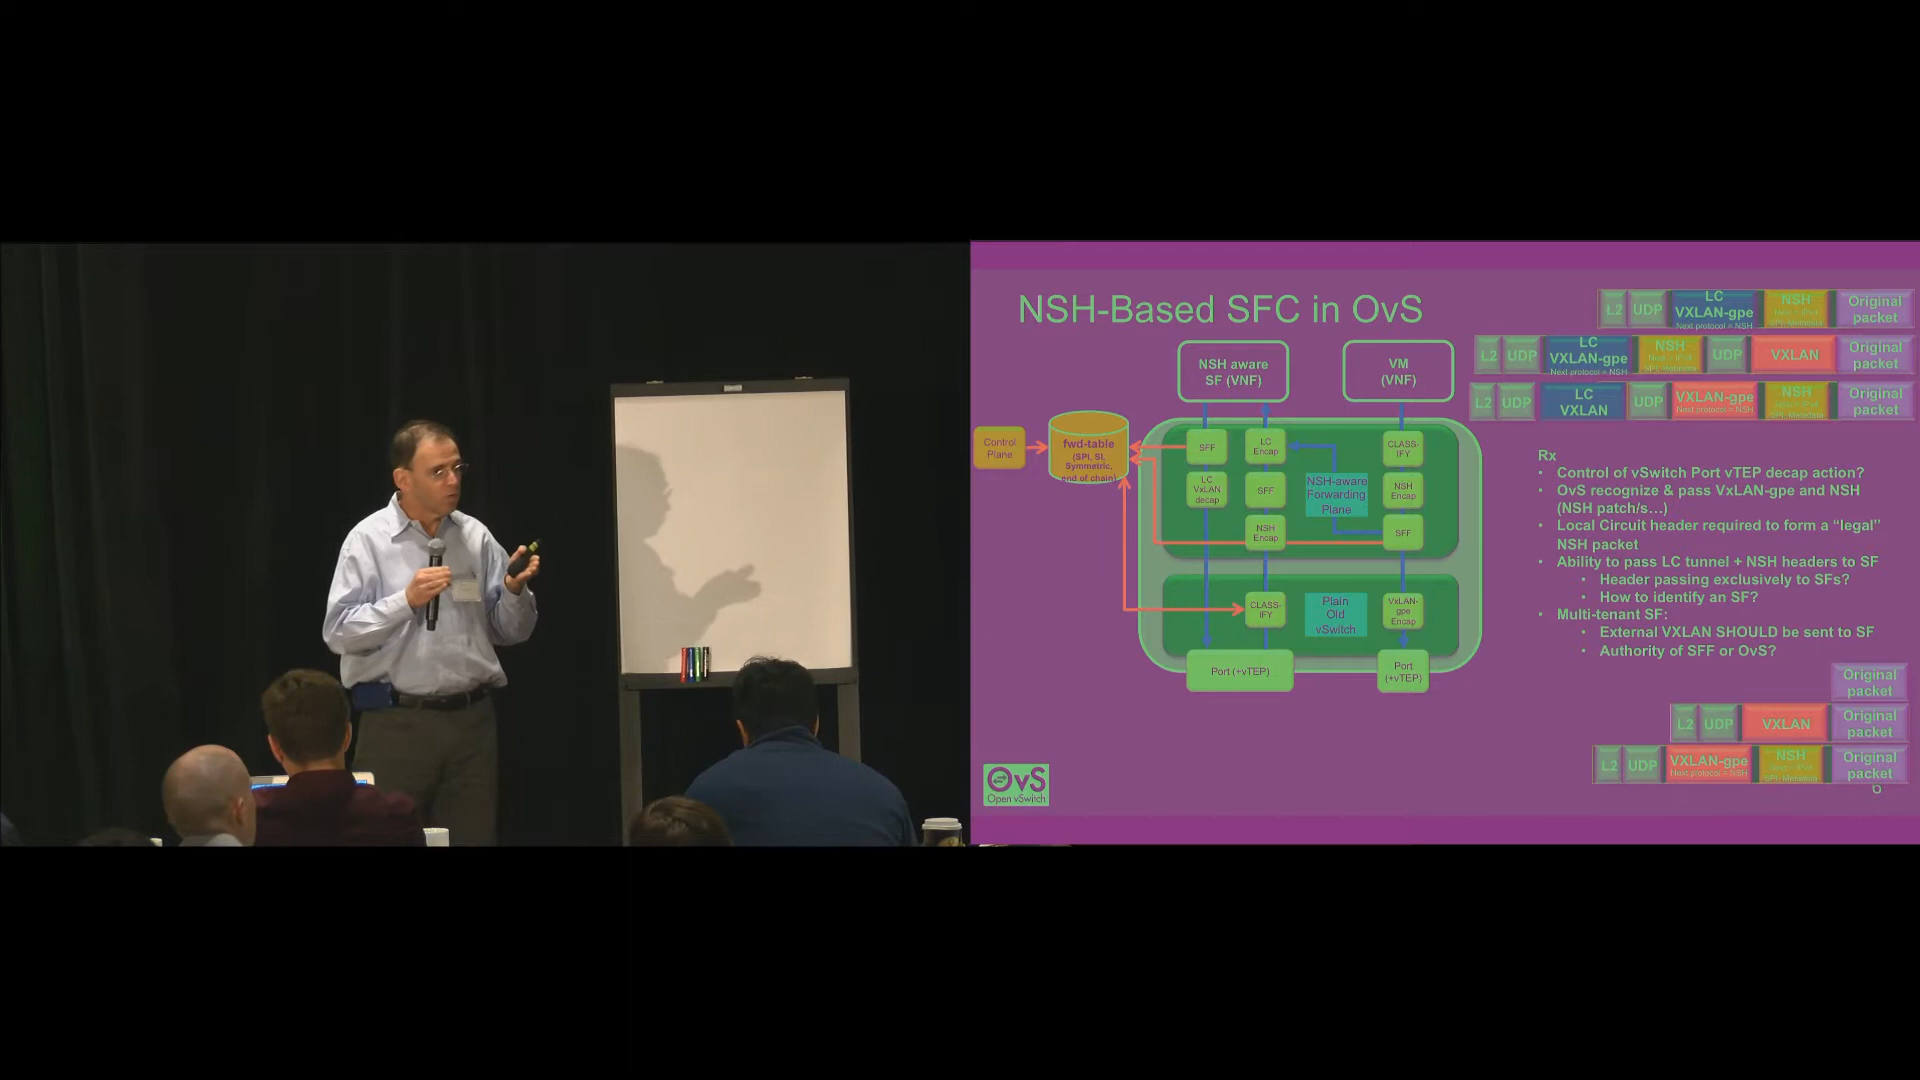 NSH-Based SFC in OvS
L2 UDP LC VXLAN-gpe Next protocol = NSH NSH Original packet
L2 UDP LC VXLAN-gpe Next protocol = NSH NSH UDP VXLAN Original packet
L2 UDP LC VXLAN UDP VXLAN-gpe Next protocol = NSH NSH Original packet
NSH aware
SF (VNF)
VM
(VNF)
Control
Plane
fwd-table
(SPI, SI,
Symmetric,
end of chain)
SFF
LC
VxLAN
decap
LC
Encap
SFF
NSH
Encap
NSH-aware
Forwarding
Plane
CLASS-
IFY
NSH
Encap
SFF
CLASS-
IFY
Plain
Old
vSwitch
VxLAN-
gpe
Encap
Port (+vTEP)
Port
(+vTEP)
Rx
• Control of vSwitch Port vTEP decap action?
• OvS recognize & pass VxLAN-gpe and NSH
(NSH patch/s…)
• Local Circuit header required to form a “legal”
NSH packet
• Ability to pass LC tunnel + NSH headers to SF
• Header passing exclusively to SFs?
• How to identify an SF?
• Multi-tenant SF:
• External VXLAN SHOULD be sent to SF
• Authority of SFF or OvS?
Original packet
L2 UDP VXLAN Original packet
L2 UDP VXLAN-gpe Next protocol = NSH NSH Original packet
OvS
Open vSwitch